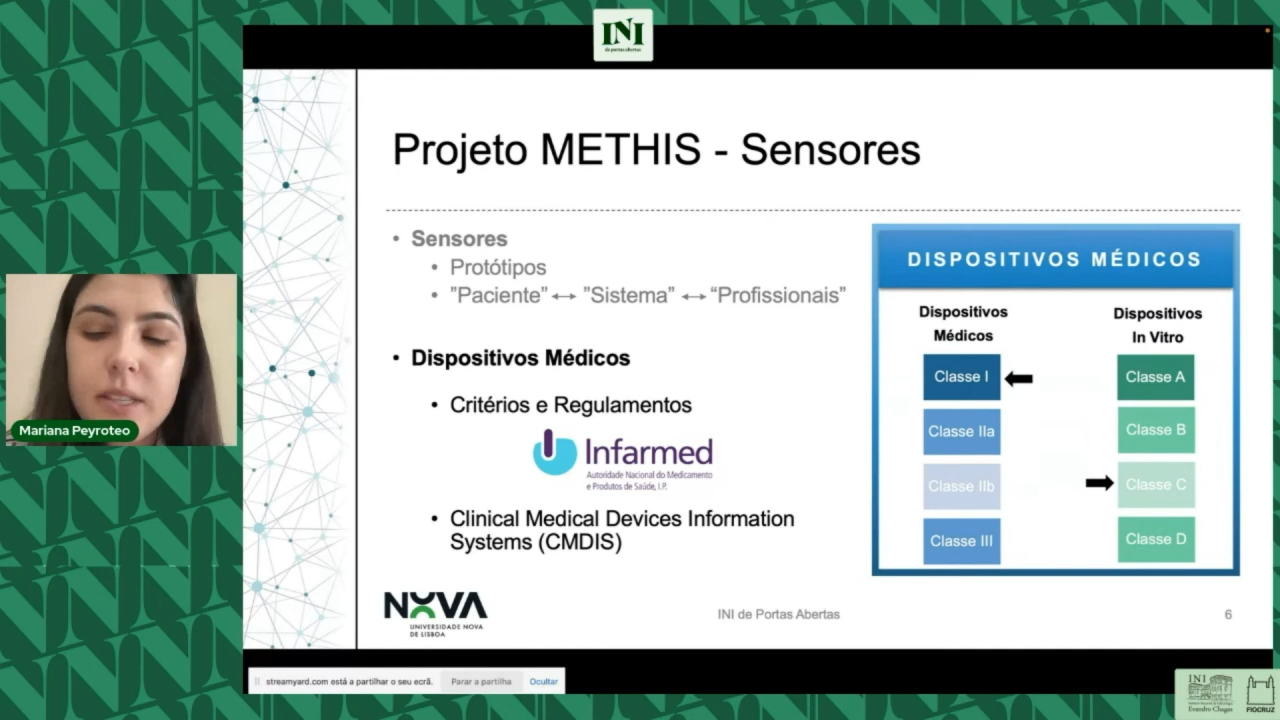 INI
de portas abertas
Projeto METHIS - Sensores
• Sensores
• Protótipos
• "Paciente" ↔ "Sistema" ↔ "Profissionais"
• Dispositivos Médicos
• Critérios e Regulamentos
Infarmed
Autoridade Nacional do Medicamento
e Produtos de Saúde, I.P.
• Clinical Medical Devices Information
Systems (CMDIS)
DISPOSITIVOS MÉDICOS
Dispositivos
Médicos
Classe I
Classe IIa
Classe IIb
Classe III
Dispositivos
In Vitro
Classe A
Classe B
Classe C
Classe D
Mariana Peyroteo
NOVA
UNIVERSIDADE NOVA
DE LISBOA
INI de Portas Abertas
6
streamyard.com está a partilhar o seu ecrã.
Parar a partilha
Ocultar
INI
Evandro Chagas
FIOCRUZ